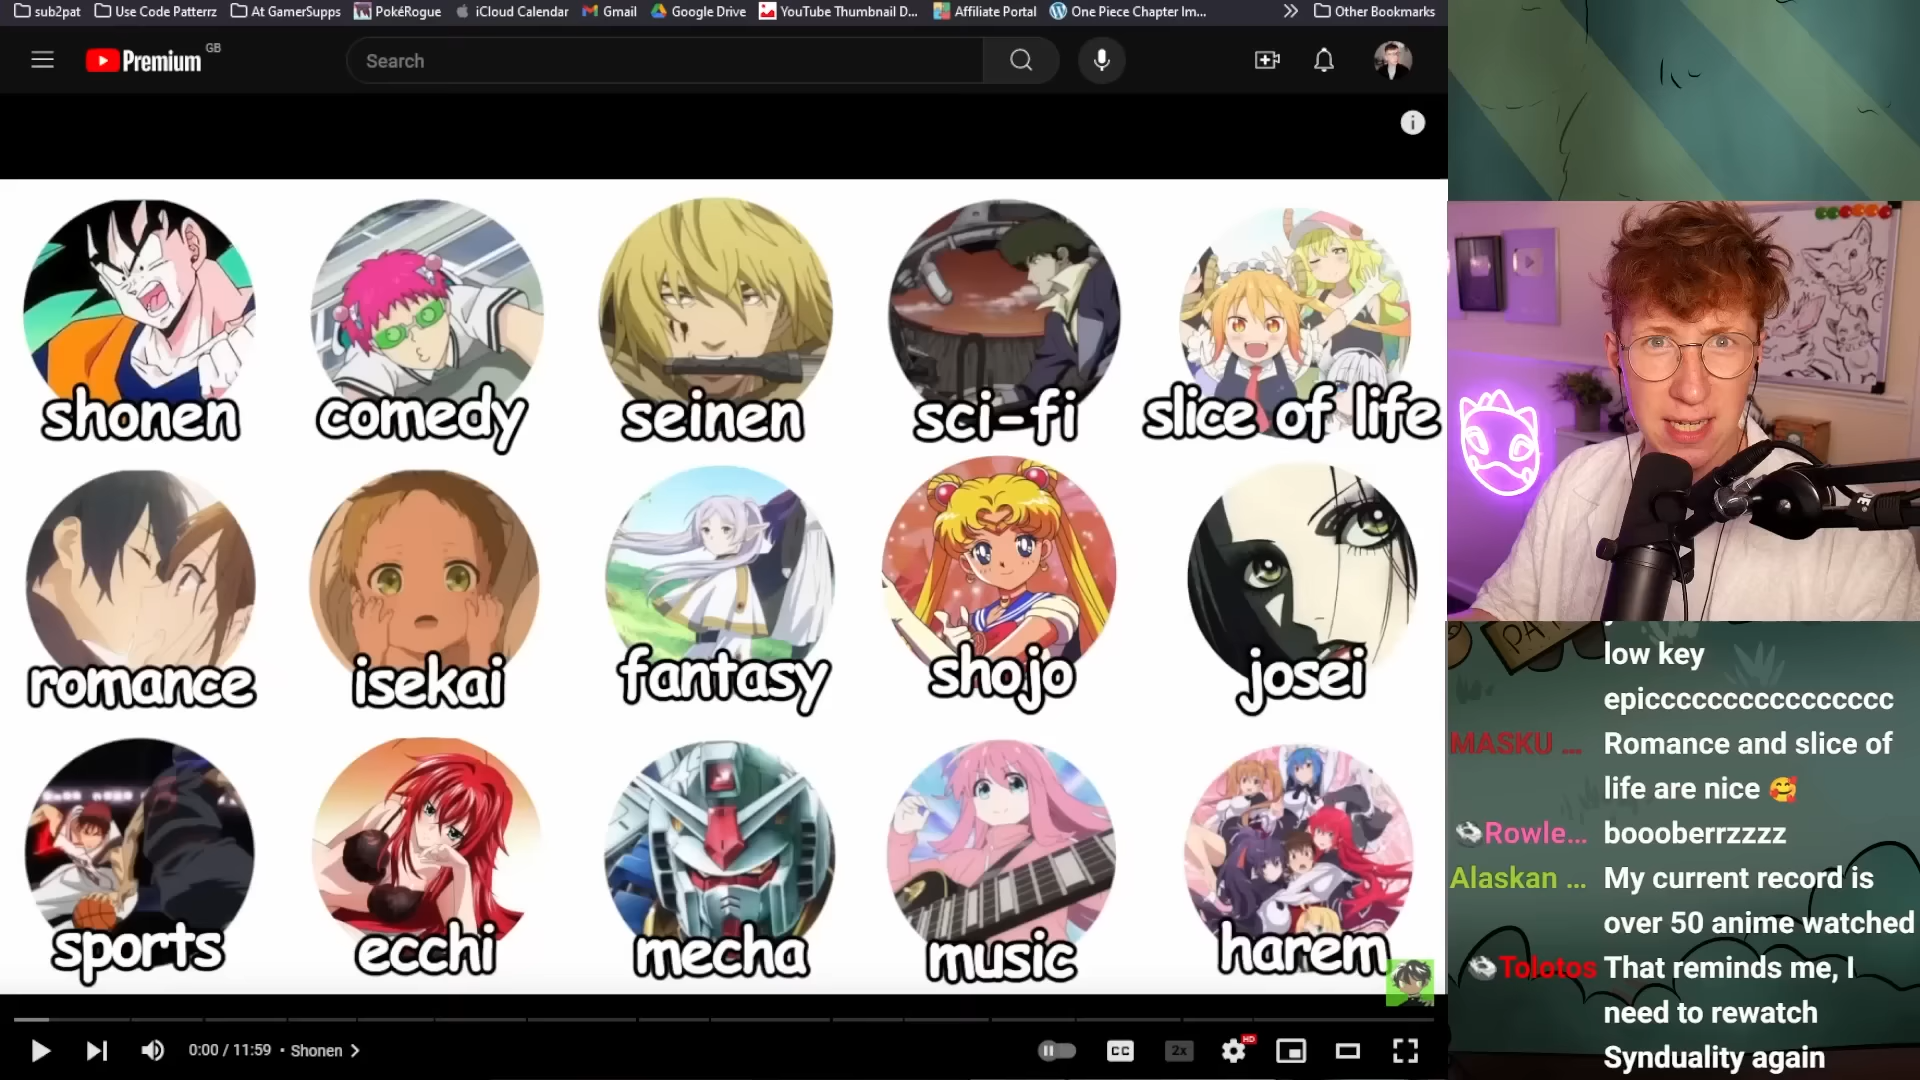 sub2pat Use Code Patterrz At GamerSupps PokéRogue iCloud Calendar Gmail Google Drive YouTube Thumbnail D... Affiliate Portal One Piece Chapter Im... Other Bookmarks
Premium GB
Search
shonen comedy seinen sci-fi slice of life
romance isekai fantasy shojo josei
sports ecchi mecha music harem
0:00 / 11:59 • Shonen
CC 2x HD
low key
epiccccccccccccccccc
MASKU ... Romance and slice of
life are nice 🥰
Rowle... boooberrzzzz
Alaskan ... My current record is
over 50 anime watched
Tolotos That reminds me, I
need to rewatch
Synduality again